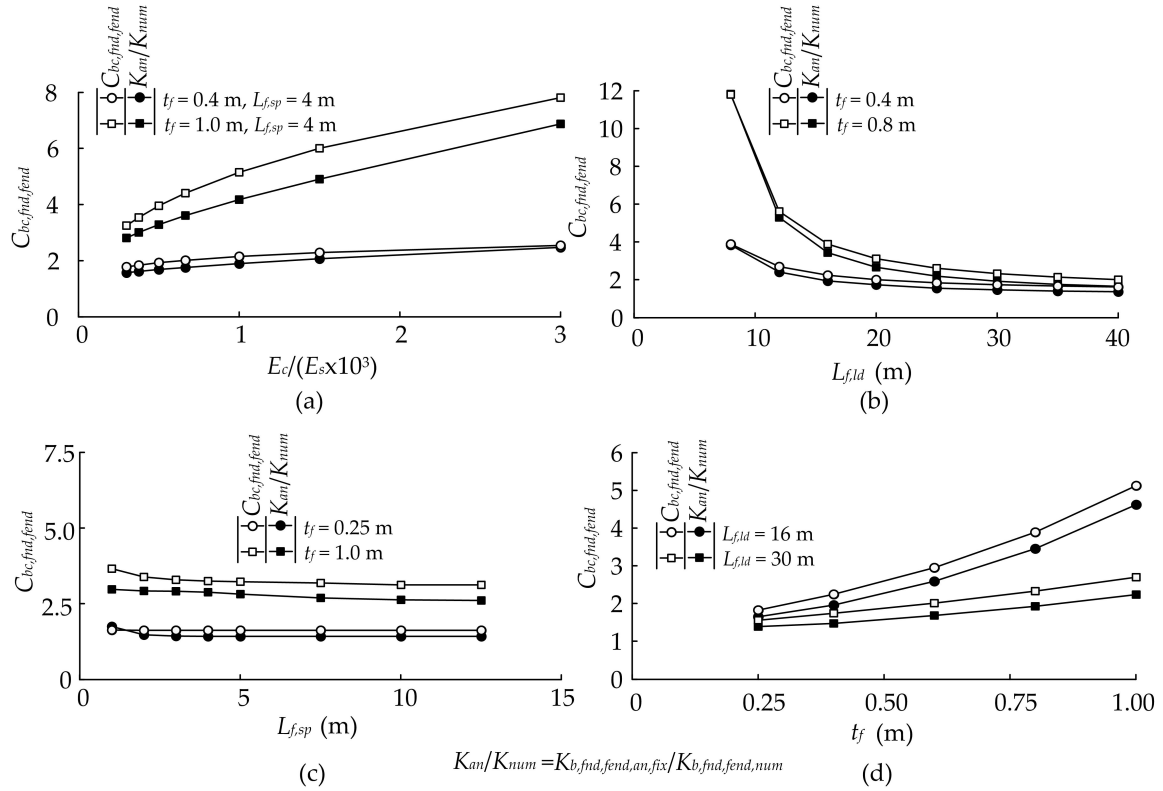 (a)
C_bc,fnd,fend
K_an/K_num
t_f = 0.4 m, L_f,sp = 4 m
t_f = 1.0 m, L_f,sp = 4 m
C_bc,fnd,fend
8
6
4
2
0
0 1 2 3
E_c/(E_sx10³)
(a)
(b)
C_bc,fnd,fend
K_an/K_num
t_f = 0.4 m
t_f = 0.8 m
C_bc,fnd,fend
12
10
8
6
4
2
0
0 10 20 30 40
L_f,ld (m)
(b)
C_bc,fnd,fend
K_an/K_num
t_f = 0.25 m
t_f = 1.0 m
C_bc,fnd,fend
7.5
5.0
2.5
0
0 5 10 15
L_f,sp (m)
(c)
C_bc,fnd,fend
K_an/K_num
L_f,ld = 16 m
L_f,ld = 30 m
C_bc,fnd,fend
6
5
4
3
2
1
0
0 0.25 0.50 0.75 1.00
t_f (m)
(d)
K_an/K_num =K_b,fnd,fend,an,fix/K_b,fnd,fend,num